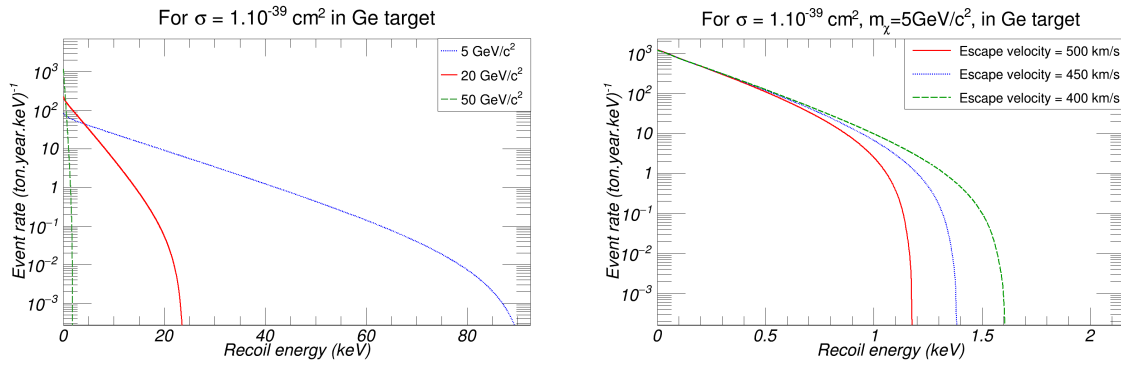 For σ = 1.10⁻³⁹ cm² in Ge target
Event rate (ton.year.keV)⁻¹
10³
10²
10
1
10⁻¹
10⁻²
10⁻³
5 GeV/c²
20 GeV/c²
50 GeV/c²
0 20 40 60 80
Recoil energy (keV)
For σ = 1.10⁻³⁹ cm², mᵪ=5GeV/c², in Ge target
Event rate (ton.year.keV)⁻¹
10³
10²
10
1
10⁻¹
10⁻²
10⁻³
Escape velocity = 500 km/s
Escape velocity = 450 km/s
Escape velocity = 400 km/s
0 0.5 1 1.5 2
Recoil energy (keV)